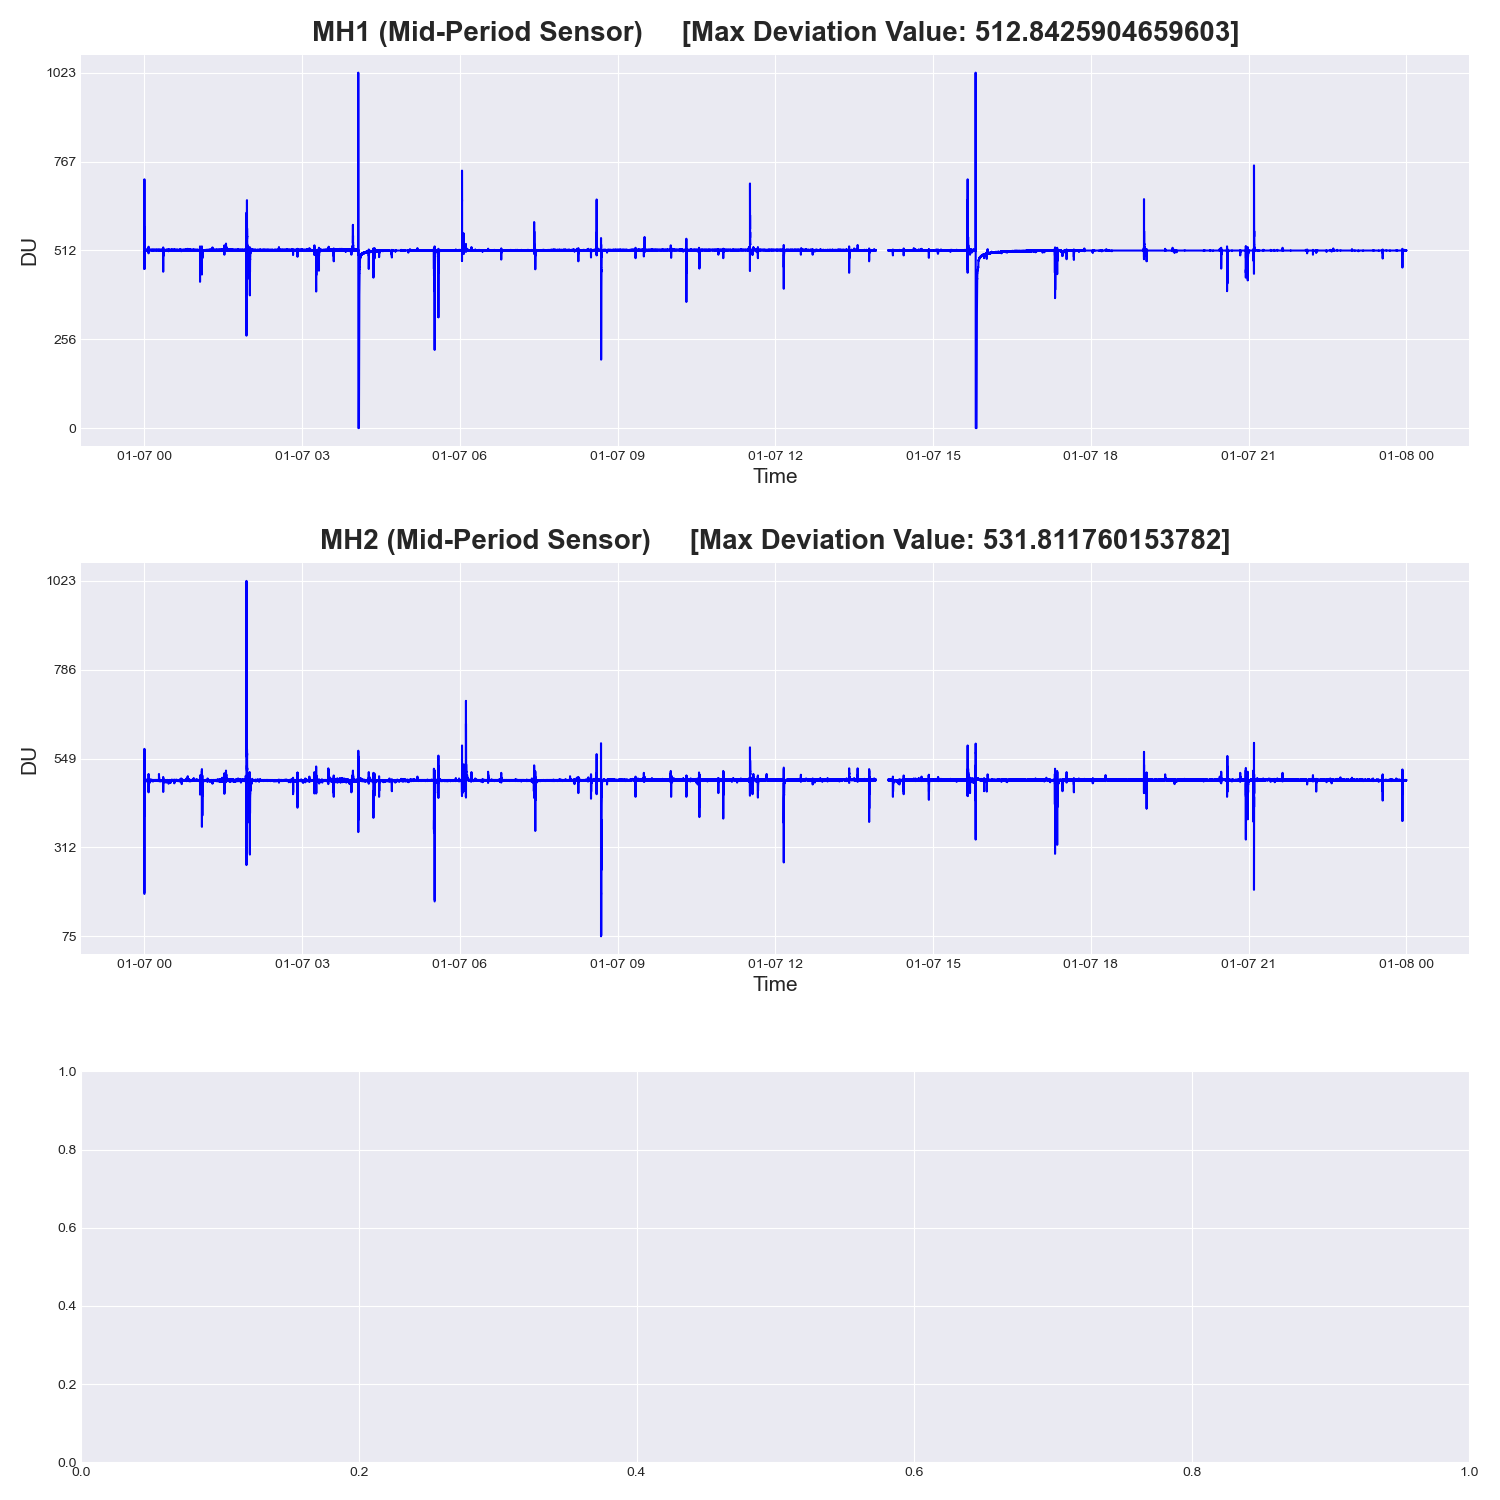 MH1 (Mid-Period Sensor) [Max Deviation Value: 512.8425904659603]
1023
767
512
256
0
DU
01-07 00 01-07 03 01-07 06 01-07 09 01-07 12 01-07 15 01-07 18 01-07 21 01-08 00
Time
MH2 (Mid-Period Sensor) [Max Deviation Value: 531.811760153782]
1023
786
549
312
75
DU
01-07 00 01-07 03 01-07 06 01-07 09 01-07 12 01-07 15 01-07 18 01-07 21 01-08 00
Time
1.0
0.8
0.6
0.4
0.2
0.0
0.0 0.2 0.4 0.6 0.8 1.0